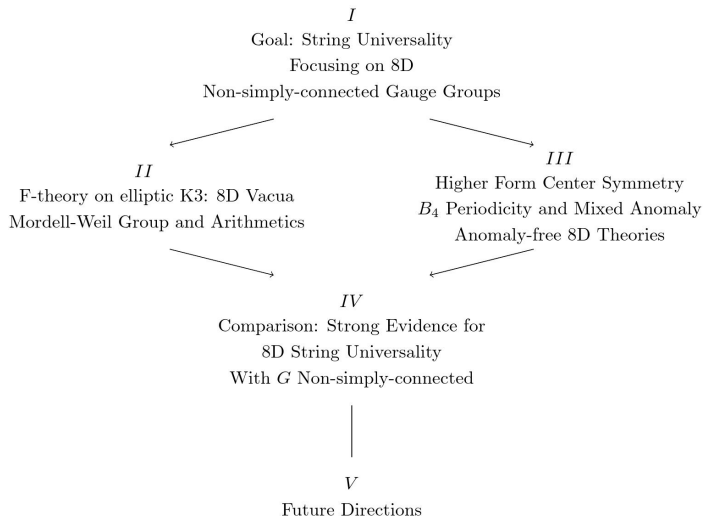 I
Goal: String Universality
Focusing on 8D
Non-simply-connected Gauge Groups
II
F-theory on elliptic K3: 8D Vacua
Mordell-Weil Group and Arithmetics
III
Higher Form Center Symmetry
B₄ Periodicity and Mixed Anomaly
Anomaly-free 8D Theories
IV
Comparison: Strong Evidence for
8D String Universality
With G Non-simply-connected
V
Future Directions